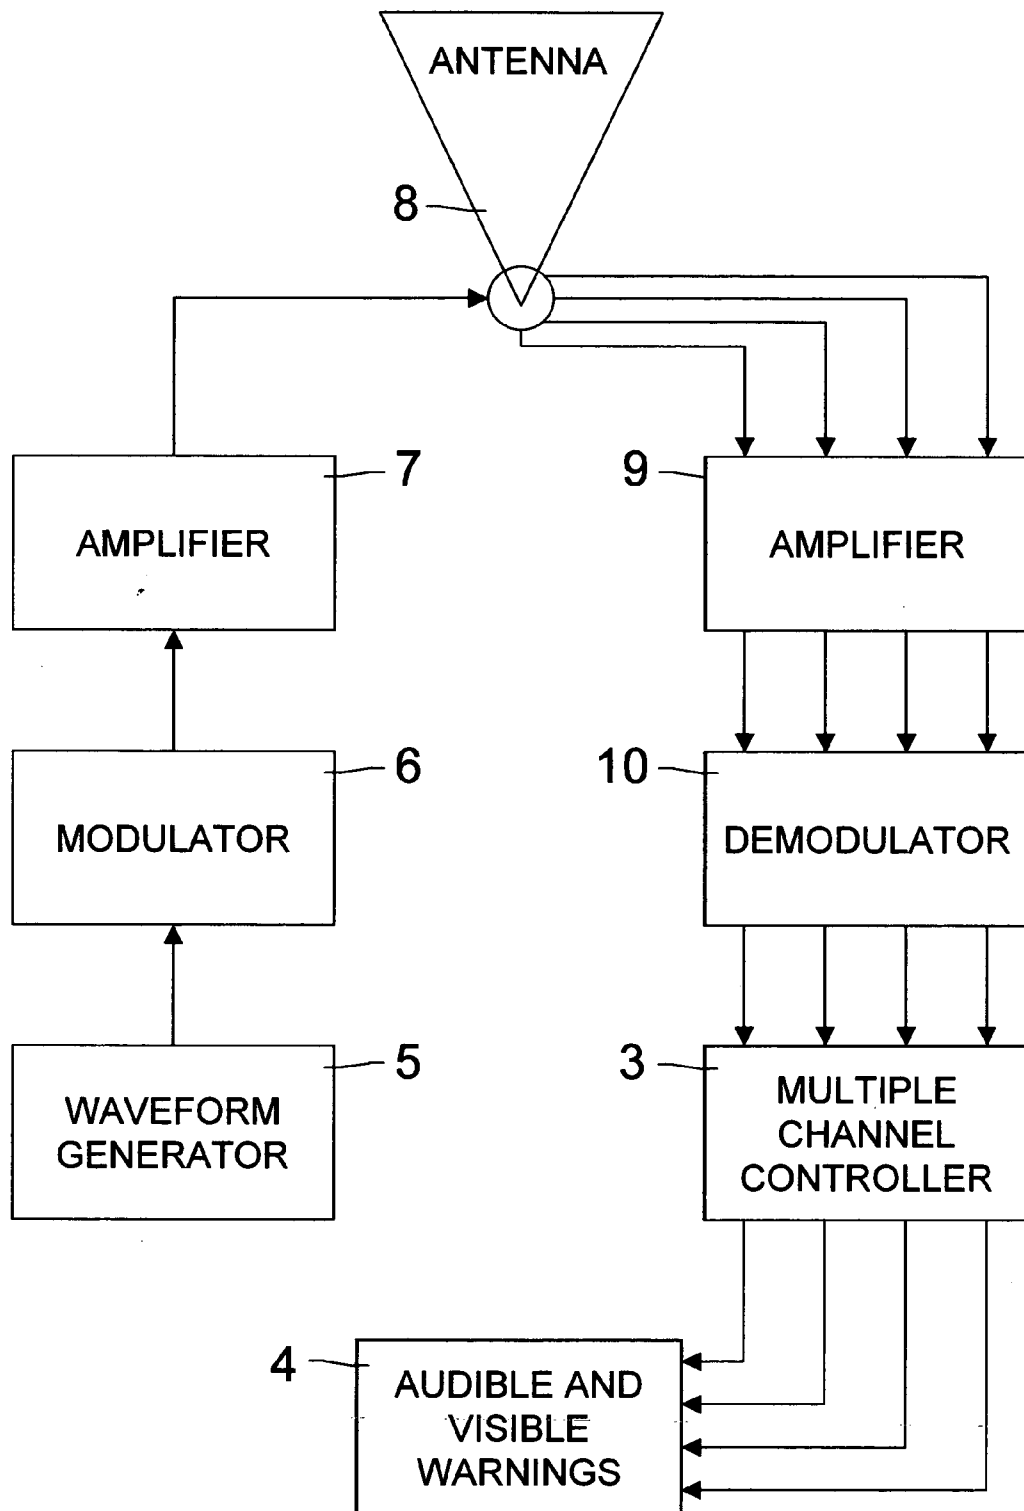 ANTENNA
8
7
9
AMPLIFIER
AMPLIFIER
6
10
MODULATOR
DEMODULATOR
5
3
WAVEFORM
GENERATOR
MULTIPLE
CHANNEL
CONTROLLER
4
AUDIBLE AND
VISIBLE
WARNINGS